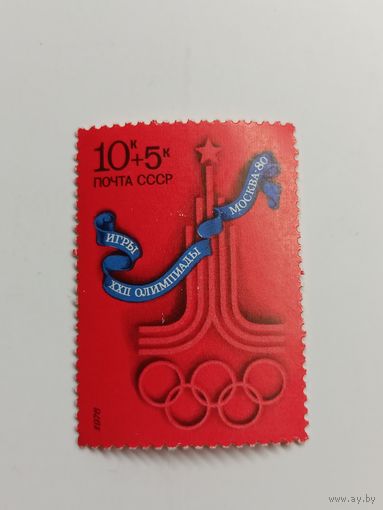 10к+5к
ПОЧТА СССР
ИГРЫ
XXII ОЛИМПИАДЫ
МОСКВА·80
1976
www.ay.by